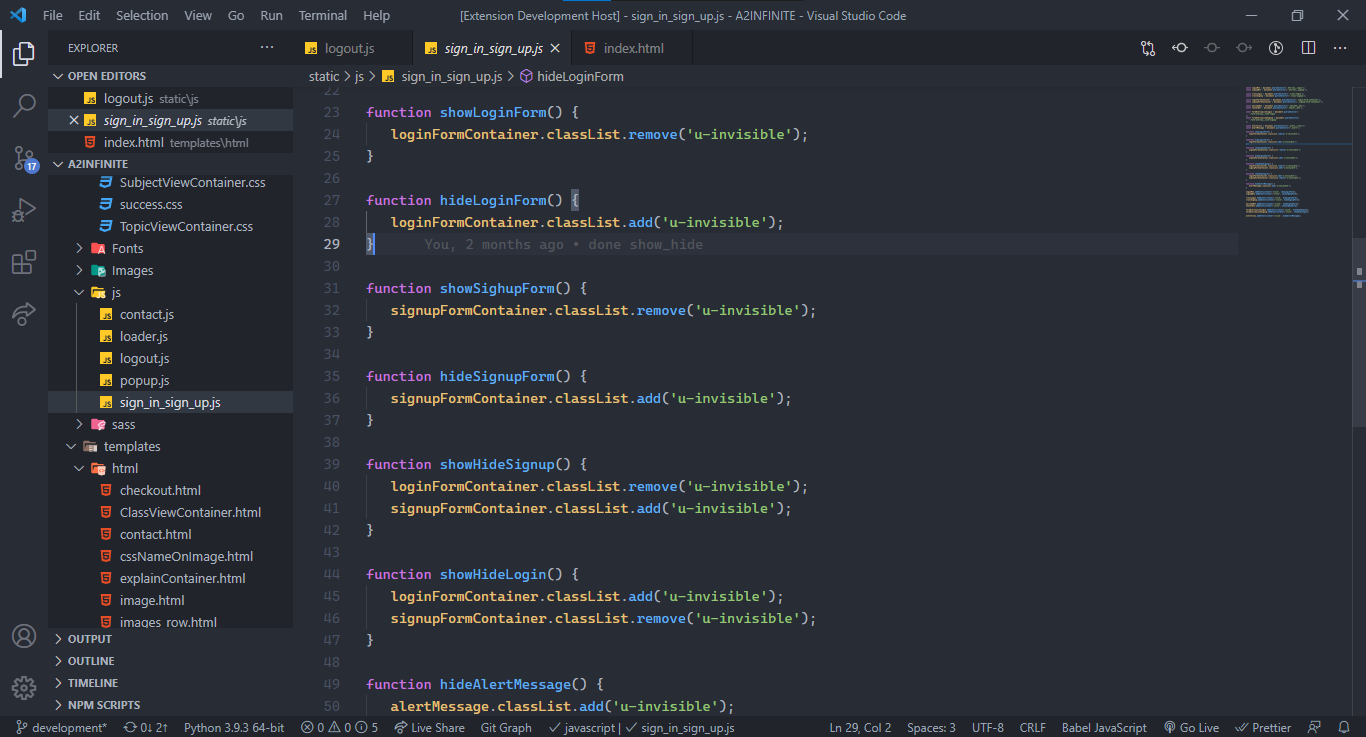 File Edit Selection View Go Run Terminal Help [Extension Development Host] - sign_in_sign_up.js - A2INFINITE - Visual Studio Code
EXPLORER
OPEN EDITORS
JS logout.js static\js
JS sign_in_sign_up.js static\js
index.html templates\html
A2INFINITE
SubjectViewContainer.css
success.css
TopicViewContainer.css
Fonts
Images
js
JS contact.js
JS loader.js
JS logout.js
JS popup.js
JS sign_in_sign_up.js
sass
templates
html
checkout.html
ClassViewContainer.html
contact.html
cssNameOnImage.html
explainContainer.html
image.html
images_row.html
OUTPUT
OUTLINE
TIMELINE
NPM SCRIPTS
17
JS logout.js JS sign_in_sign_up.js index.html
static > js > JS sign_in_sign_up.js > hideLoginForm
22
23 function showLoginForm() {
24 loginFormContainer.classList.remove('u-invisible');
25 }
26
27 function hideLoginForm() {
28 loginFormContainer.classList.add('u-invisible');
29 } You, 2 months ago • done show_hide
30
31 function showSighupForm() {
32 signupFormContainer.classList.remove('u-invisible');
33 }
34
35 function hideSignupForm() {
36 signupFormContainer.classList.add('u-invisible');
37 }
38
39 function showHideSignup() {
40 loginFormContainer.classList.remove('u-invisible');
41 signupFormContainer.classList.add('u-invisible');
42 }
43
44 function showHideLogin() {
45 loginFormContainer.classList.add('u-invisible');
46 signupFormContainer.classList.remove('u-invisible');
47 }
48
49 function hideAlertMessage() {
50 alertMessage.classList.add('u-invisible');
development* 0↓ 2↑ Python 3.9.3 64-bit 0 0 5 Live Share Git Graph javascript | sign_in_sign_up.js Ln 29, Col 2 Spaces: 3 UTF-8 CRLF Babel JavaScript Go Live Prettier